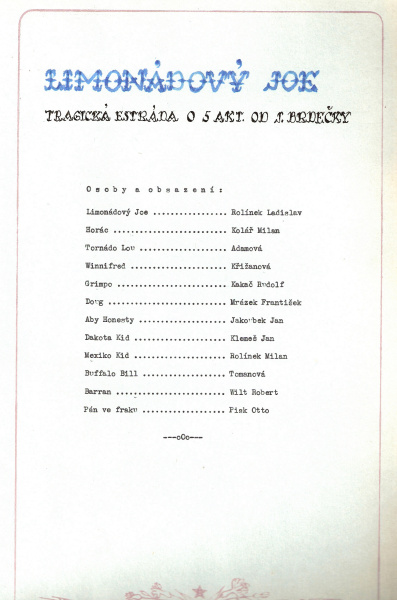 LIMONÁDOVÝ JOE
TRAGICKÁ ESTRÁDA O 5 AKT. OD J. BRDEČKY
Osoby a obsazení:
Limonádový Joe ................. Rolínek Ladislav
Horác .......................... Kolář Milan
Tornádo Lou .................... Adamová
Winnifred ...................... Křižanová
Grimpo ......................... Kakač Rudolf
Doug ........................... Mrázek František
Aby Honesty .................... Jakoubek Jan
Dakota Kid ..................... Klemeš Jan
Mexiko Kid ..................... Rolínek Milan
Buffalo Bill ................... Tomanová
Barman ......................... Wilt Robert
Pán ve fraku ................... Pisk Otto
---oOo---